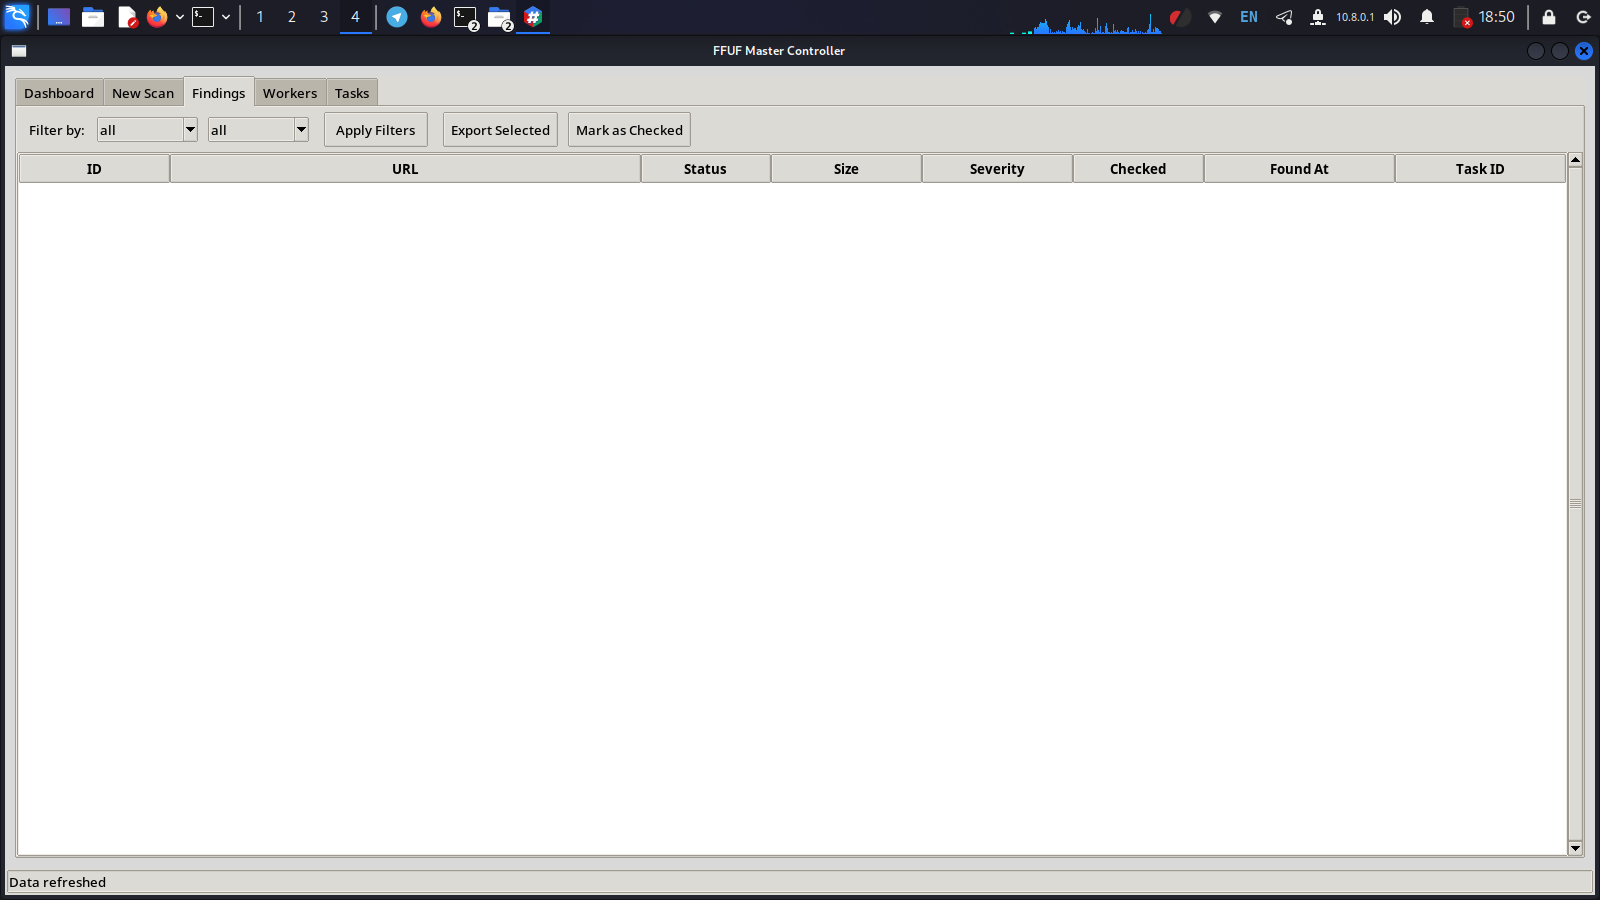 1 2 3 4 2 2 EN 10.8.0.1 18:50
FFUF Master Controller
Dashboard New Scan Findings Workers Tasks
Filter by: all all Apply Filters Export Selected Mark as Checked
ID URL Status Size Severity Checked Found At Task ID
Data refreshed